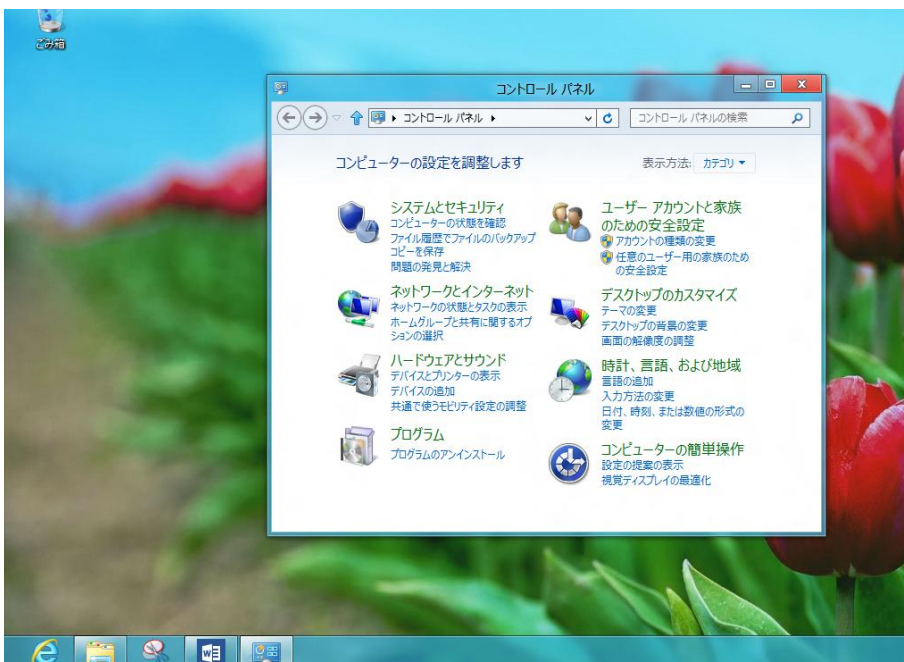 ごみ箱
コントロール パネル
コントロール パネル
コントロール パネルの検索
コンピューターの設定を調整します
表示方法: カテゴリ
システムとセキュリティ
コンピューターの状態を確認
ファイル履歴でファイルのバックアップ
コピーを保存
問題の発見と解決
ネットワークとインターネット
ネットワークの状態とタスクの表示
ホームグループと共有に関するオプ
ションの選択
ハードウェアとサウンド
デバイスとプリンターの表示
デバイスの追加
共通で使うモビリティ設定の調整
プログラム
プログラムのアンインストール
ユーザー アカウントと家族
のための安全設定
アカウントの種類の変更
任意のユーザー用の家族のため
の安全設定
デスクトップのカスタマイズ
テーマの変更
デスクトップの背景の変更
画面の解像度の調整
時計、言語、および地域
言語の追加
入力方法の変更
日付、時刻、または数値の形式の
変更
コンピューターの簡単操作
設定の提案の表示
視覚ディスプレイの最適化